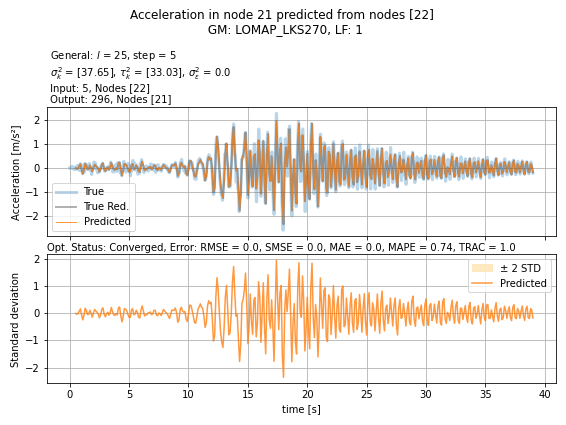 Acceleration in node 21 predicted from nodes [22]
GM: LOMAP_LKS270, LF: 1
General: l = 25, step = 5
σ²ₖ = [37.65], τ²ₖ = [33.03], σ²ε = 0.0
Input: 5, Nodes [22]
Output: 296, Nodes [21]
Acceleration [m/s²]
2
1
0
−1
−2
True
True Red.
Predicted
Opt. Status: Converged, Error: RMSE = 0.0, SMSE = 0.0, MAE = 0.0, MAPE = 0.74, TRAC = 1.0
Standard deviation
2
1
0
−1
−2
± 2 STD
Predicted
0 5 10 15 20 25 30 35 40
time [s]